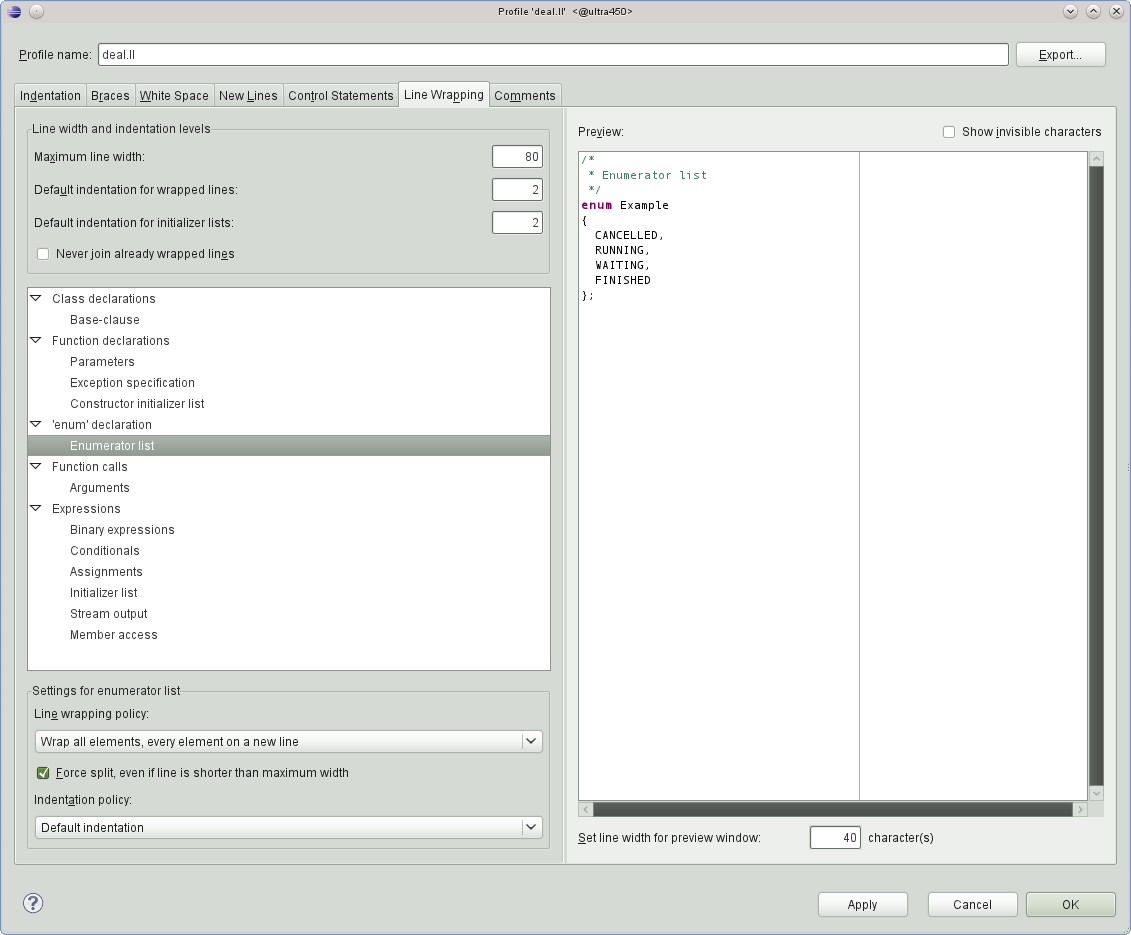 Profile 'deal.II' <@ultra450>
Profile name: deal.II Export...
Indentation Braces White Space New Lines Control Statements Line Wrapping Comments
Line width and indentation levels
Maximum line width: 80
Default indentation for wrapped lines: 2
Default indentation for initializer lists: 2
Never join already wrapped lines
Class declarations
Base-clause
Function declarations
Parameters
Exception specification
Constructor initializer list
'enum' declaration
Enumerator list
Function calls
Arguments
Expressions
Binary expressions
Conditionals
Assignments
Initializer list
Stream output
Member access
Settings for enumerator list
Line wrapping policy:
Wrap all elements, every element on a new line
Force split, even if line is shorter than maximum width
Indentation policy:
Default indentation
Preview: Show invisible characters
/*
 * Enumerator list
 */
enum Example
{
  CANCELLED,
  RUNNING,
  WAITING,
  FINISHED
};
Set line width for preview window: 40 character(s)
? Apply Cancel OK